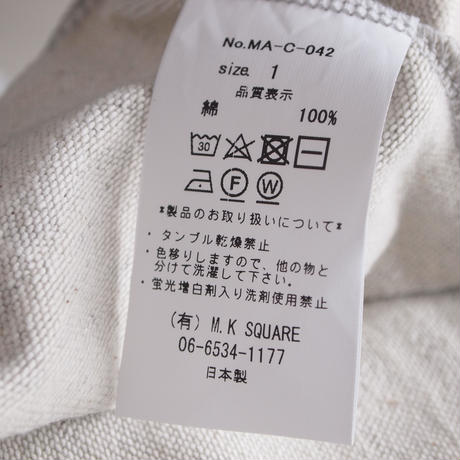 No.MA-C-042
size. 1
品質表示
綿 100%
30
F W
*製品のお取り扱いについて*
・タンブル乾燥禁止
・色移りしますので、他の物と
分けて洗濯して下さい。
・蛍光増白剤入り洗剤使用禁止
(有) M.K SQUARE
06-6534-1177
日本製